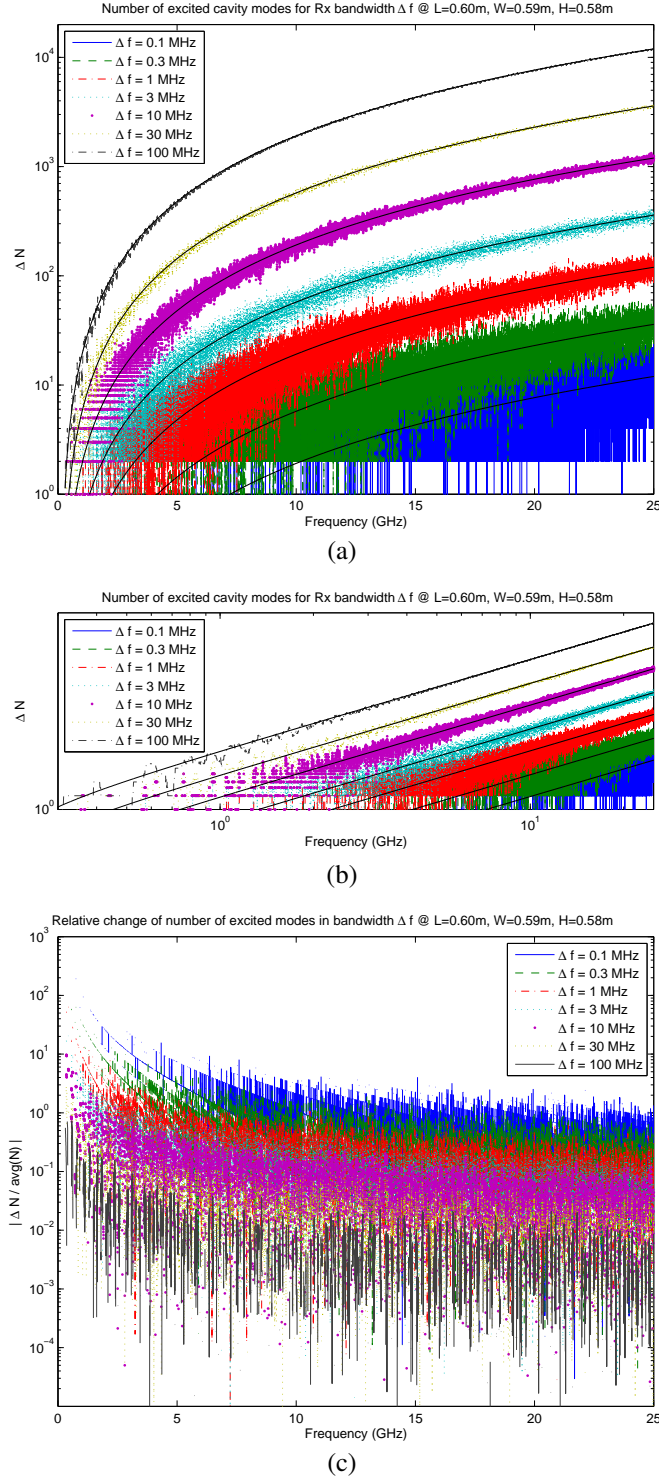 Number of excited cavity modes for Rx bandwidth Δ f @ L=0.60m, W=0.59m, H=0.58m
Δ f = 0.1 MHz
Δ f = 0.3 MHz
Δ f = 1 MHz
Δ f = 3 MHz
Δ f = 10 MHz
Δ f = 30 MHz
Δ f = 100 MHz
10^4
10^3
10^2
10^1
10^0
Δ N
0 5 10 15 20 25
Frequency (GHz)
(a)
Number of excited cavity modes for Rx bandwidth Δ f @ L=0.60m, W=0.59m, H=0.58m
Δ f = 0.1 MHz
Δ f = 0.3 MHz
Δ f = 1 MHz
Δ f = 3 MHz
Δ f = 10 MHz
Δ f = 30 MHz
Δ f = 100 MHz
Δ N
10^0
10^0 10^1
Frequency (GHz)
(b)
Relative change of number of excited modes in bandwidth Δ f @ L=0.60m, W=0.59m, H=0.58m
10^3
10^2
10^1
10^0
10^-1
10^-2
10^-3
10^-4
| Δ N / avg(N) |
Δ f = 0.1 MHz
Δ f = 0.3 MHz
Δ f = 1 MHz
Δ f = 3 MHz
Δ f = 10 MHz
Δ f = 30 MHz
Δ f = 100 MHz
0 5 10 15 20 25
Frequency (GHz)
(c)